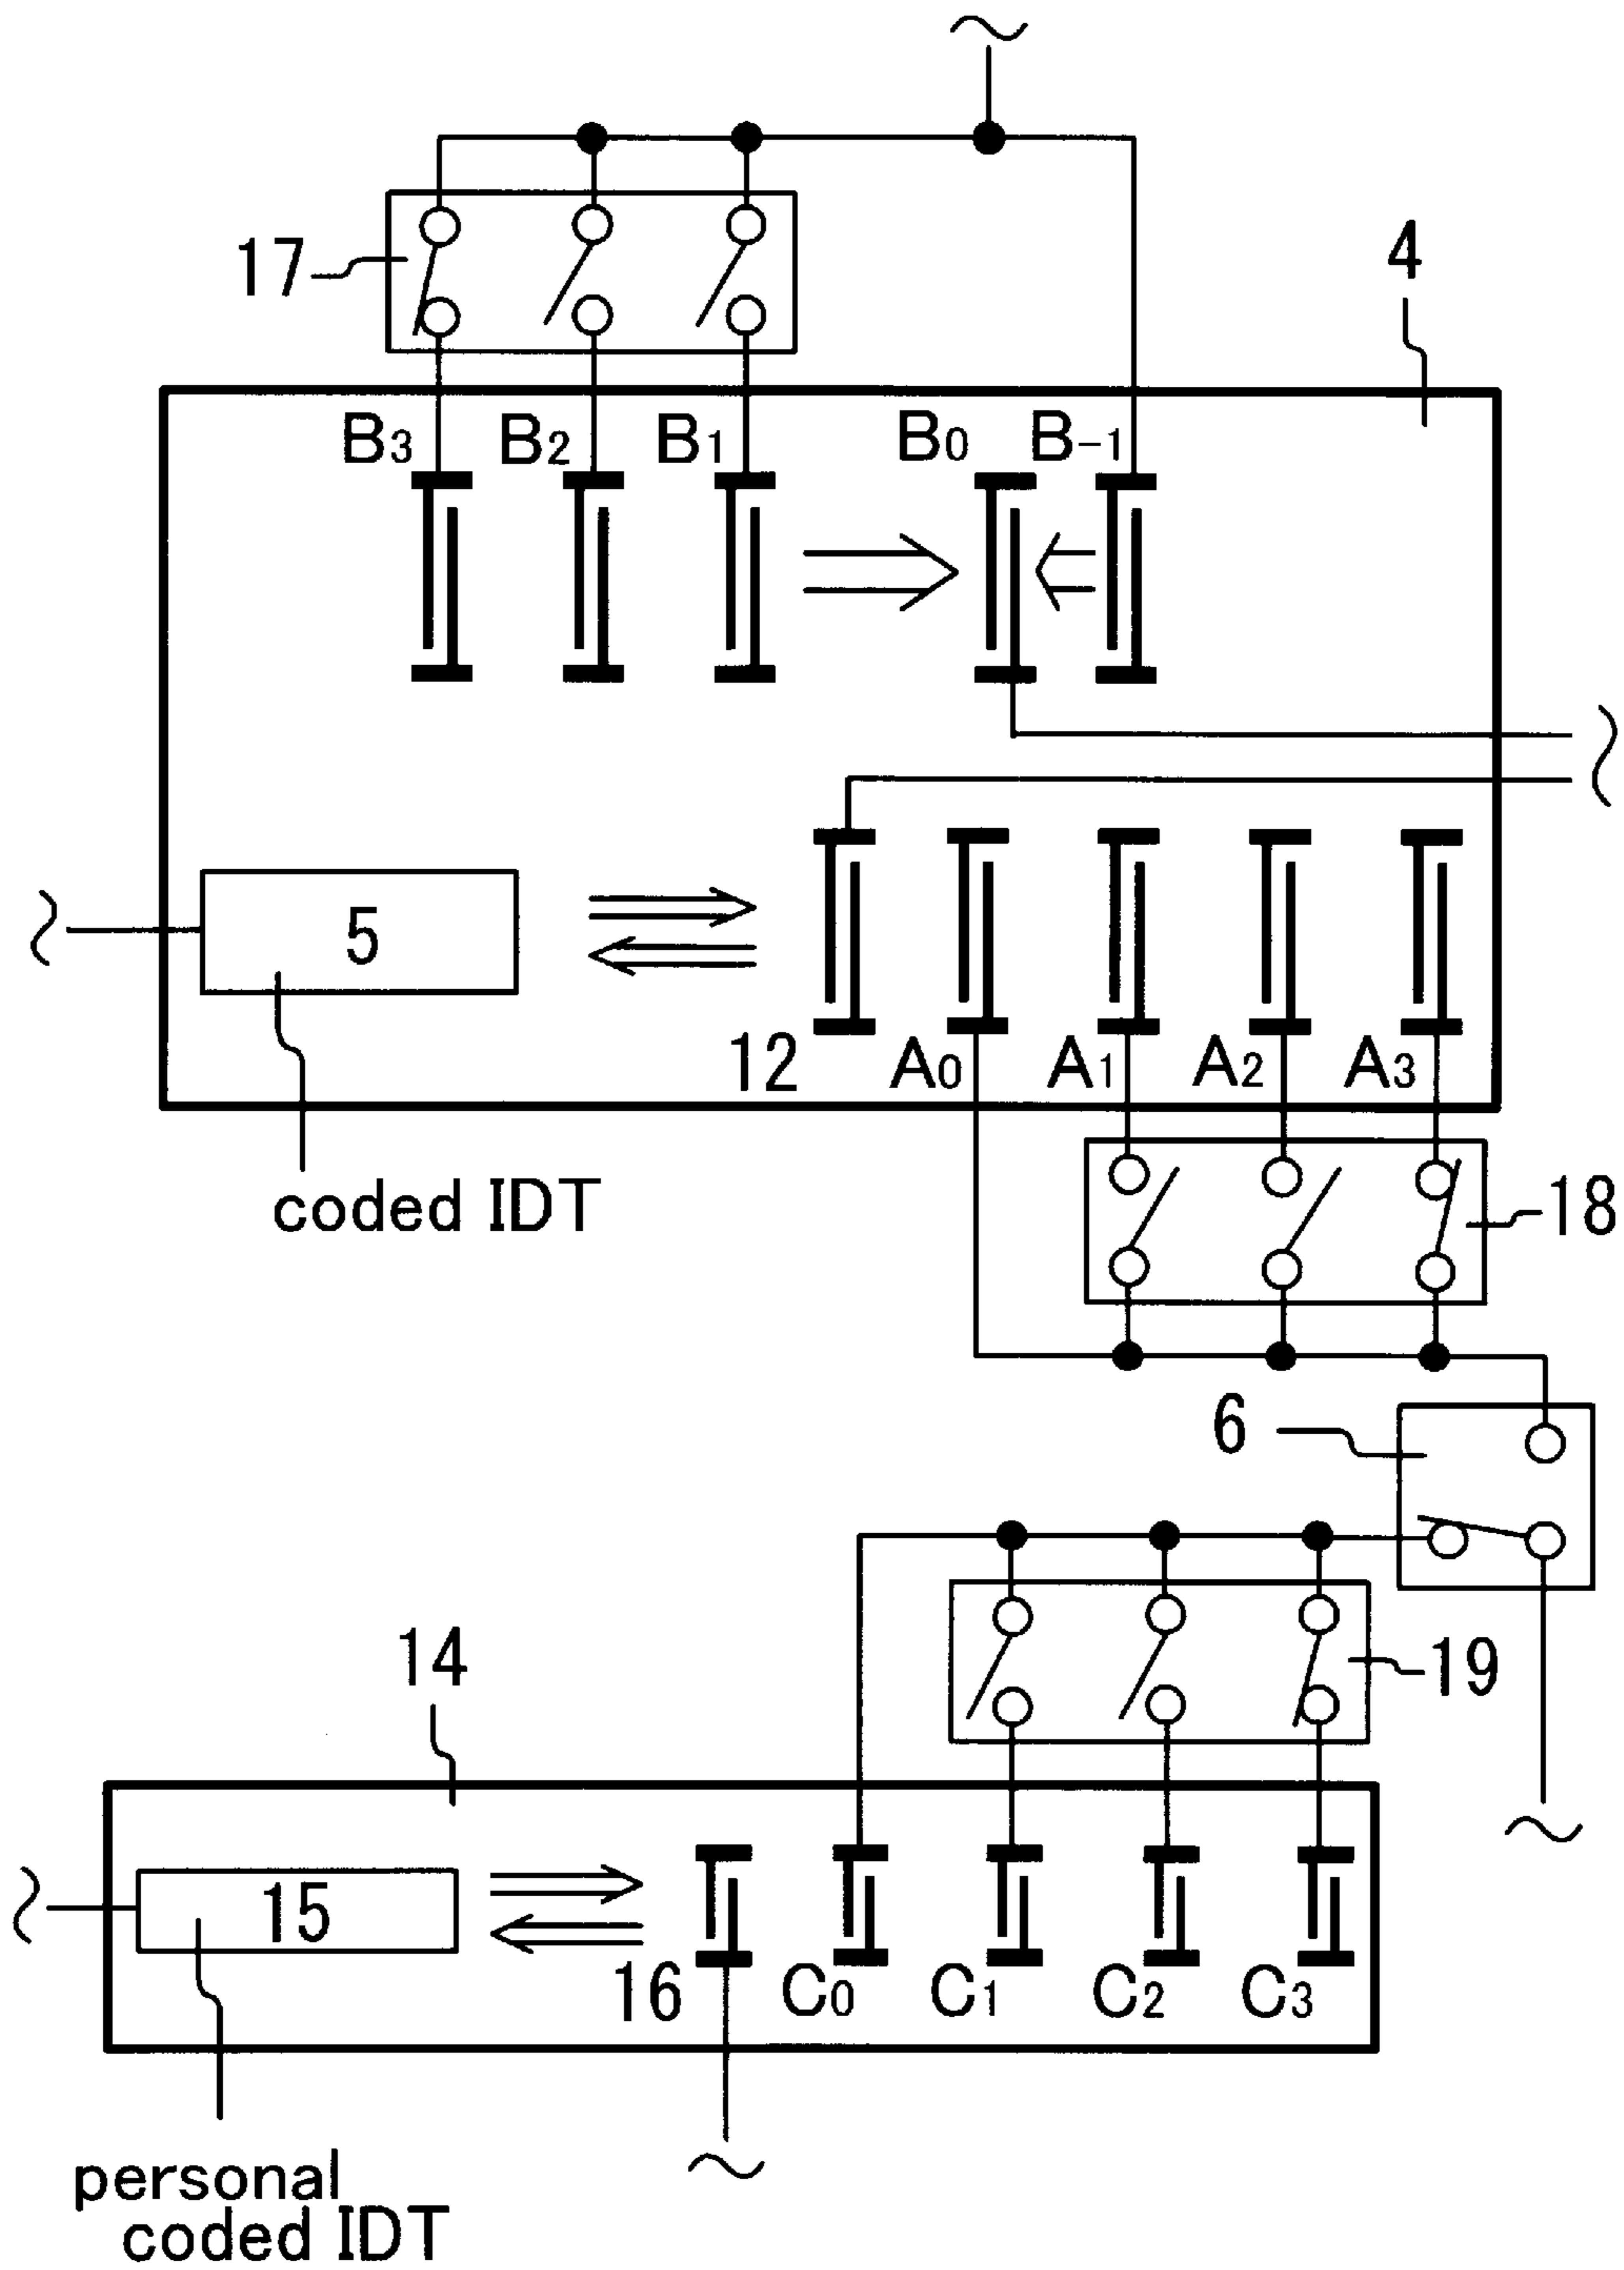 17
4
B3 B2 B1 B0 B-1
5
12 A0 A1 A2 A3
coded IDT
18
6
14
19
15
16 C0 C1 C2 C3
personal
coded IDT